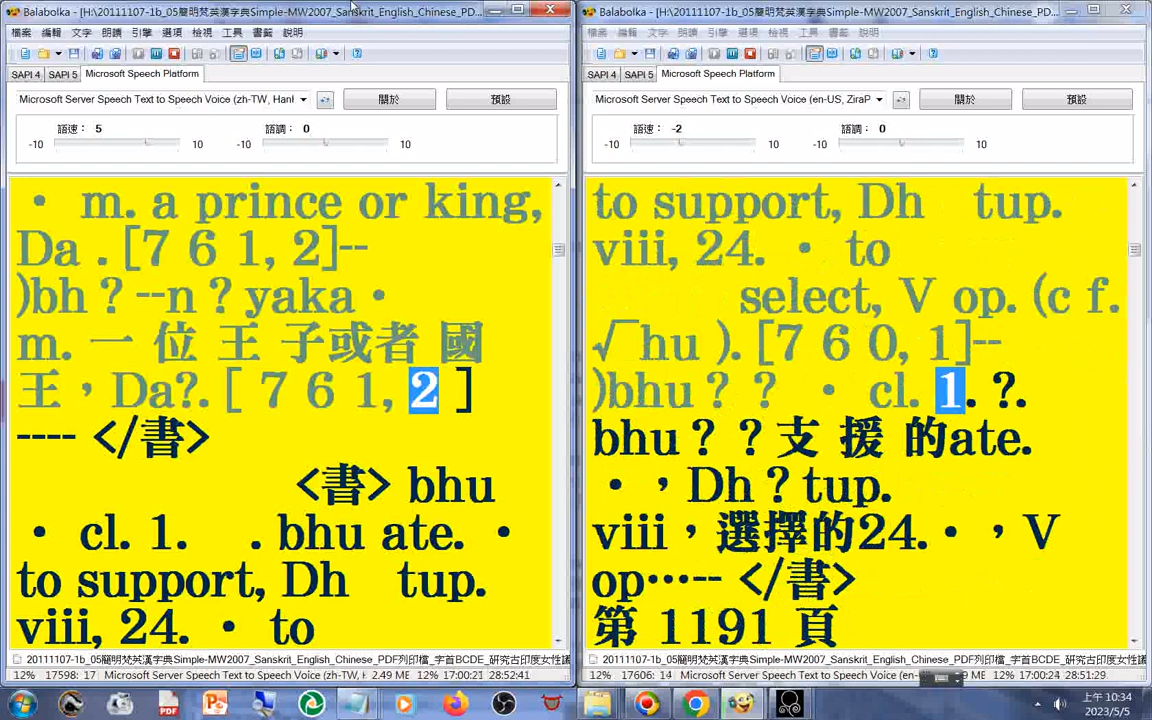 Balabolka - [H:\20111107-1b_05簡明梵英漢字典Simple-MW2007_Sanskrit_English_Chinese_PD...
檔案 編輯 文字 朗讀 引擎 選項 檢視 工具 書籤 說明
SAPI 4 SAPI 5 Microsoft Speech Platform
Microsoft Server Speech Text to Speech Voice (zh-TW, HanH
關於 預設
語速： 5 語調： 0
-10 10 -10 10
• m. a prince or king,
Da . [7 6 1, 2]--
)bh ? --n ? yaka •
m. 一 位 王 子或者 國
王，Da?. [ 7 6 1, 2 ]
---- </書>
<書> bhu
• cl. 1. . bhu ate. •
to support, Dh tup.
viii, 24. • to
20111107-1b_05簡明梵英漢字典Simple-MW2007_Sanskrit_English_Chinese_PDF列印檔_字首BCDE_研究古印度女性議
12% 17598: 17 Microsoft Server Speech Text to Speech Voice (zh-TW, 2.49 ME 12% 17:00:21 28:52:41
Balabolka - [H:\20111107-1b_05簡明梵英漢字典Simple-MW2007_Sanskrit_English_Chinese_PD...
檔案 編輯 文字 朗讀 引擎 選項 檢視 工具 書籤 說明
SAPI 4 SAPI 5 Microsoft Speech Platform
Microsoft Server Speech Text to Speech Voice (en-US, ZiraP
關於 預設
語速： -2 語調： 0
-10 10 -10 10
to support, Dh tup.
viii, 24. • to
select, V op. (c f.
√ hu ). [7 6 0, 1]--
)bhu ? ? • cl. 1. ?.
bhu ? ? 支 援 的ate.
• ，Dh ? tup.
viii，選擇的24. • ，V
op…-- </書>
第 1191 頁
20111107-1b_05簡明梵英漢字典Simple-MW2007_Sanskrit_English_Chinese_PDF列印檔_字首BCDE_研究古印度女性議
12% 17606: 14 Microsoft Server Speech Text to Speech Voice ME 12% 17:00:24 28:51:29
上午 10:34
2023/5/5